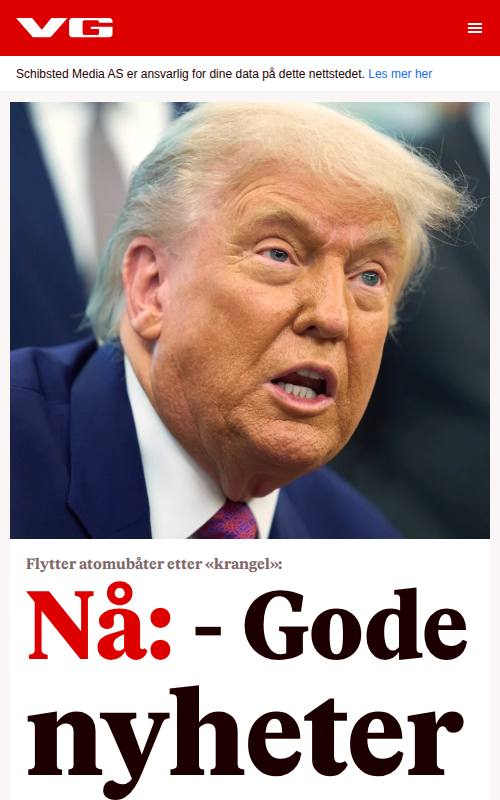 VG
Schibsted Media AS er ansvarlig for dine data på dette nettstedet. Les mer her
Flytter atomubåter etter «krangel»:
Nå: - Gode
nyheter